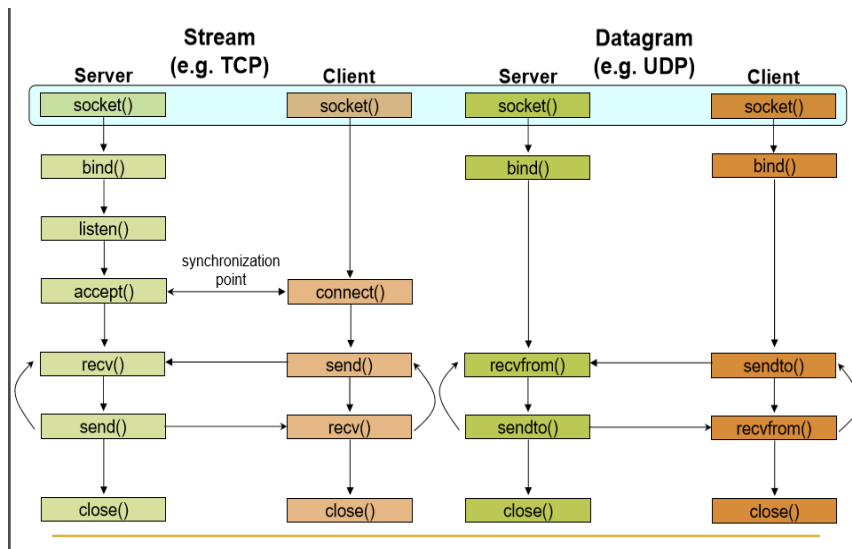 Stream
(e.g. TCP)
Datagram
(e.g. UDP)
Server
Client
Server
Client
socket()
socket()
socket()
socket()
bind()
bind()
bind()
listen()
synchronization
point
accept()
connect()
recv()
send()
recvfrom()
sendto()
send()
recv()
sendto()
recvfrom()
close()
close()
close()
close()